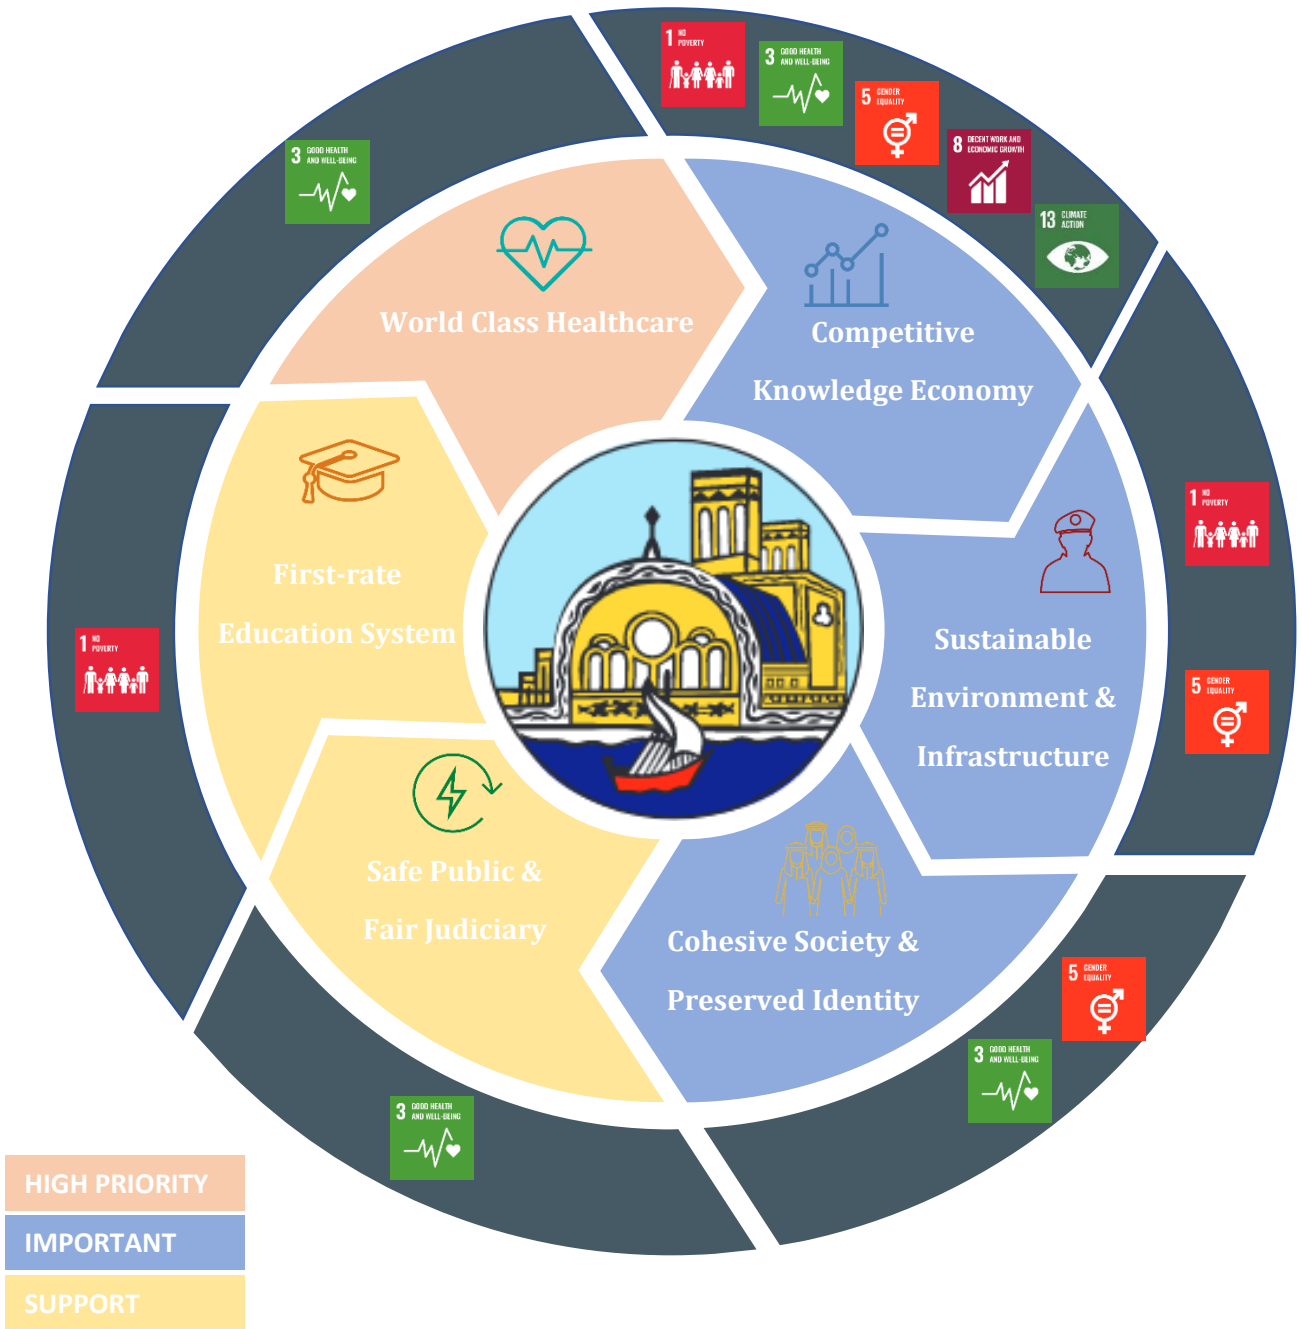 1 NO
POVERTY
3 GOOD HEALTH
AND WELL-BEING
5 GENDER
EQUALITY
8 DECENT WORK AND
ECONOMIC GROWTH
13 CLIMATE
ACTION
3 GOOD HEALTH
AND WELL-BEING
World Class Healthcare
Competitive
Knowledge Economy
1 NO
POVERTY
5 GENDER
EQUALITY
First-rate
Education System
1 NO
POVERTY
Sustainable
Environment &
Infrastructure
Safe Public &
Fair Judiciary
Cohesive Society &
Preserved Identity
5 GENDER
EQUALITY
3 GOOD HEALTH
AND WELL-BEING
3 GOOD HEALTH
AND WELL-BEING
HIGH PRIORITY
IMPORTANT
SUPPORT